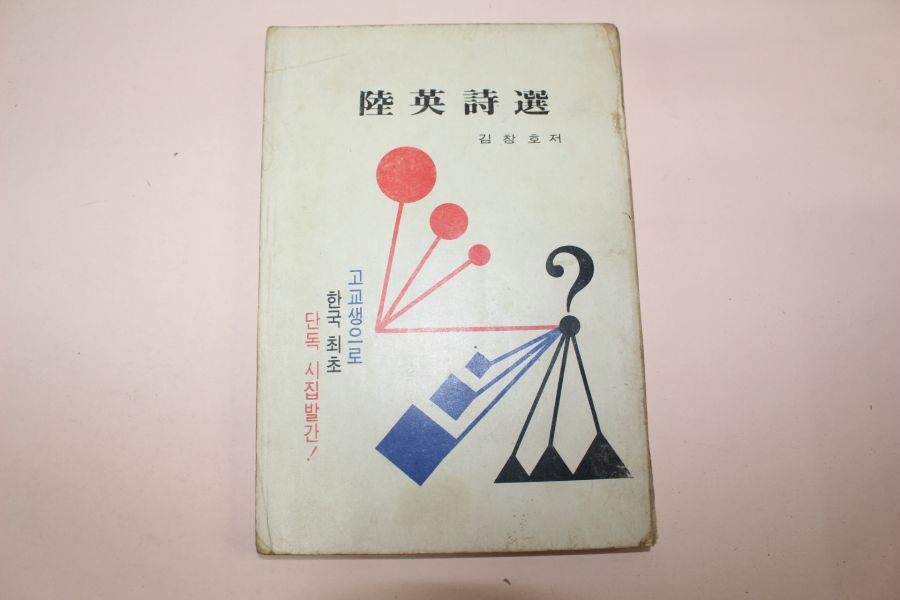 陸英詩選
김창호저
고교생으로
한국 최초
단독 시집발간!
?